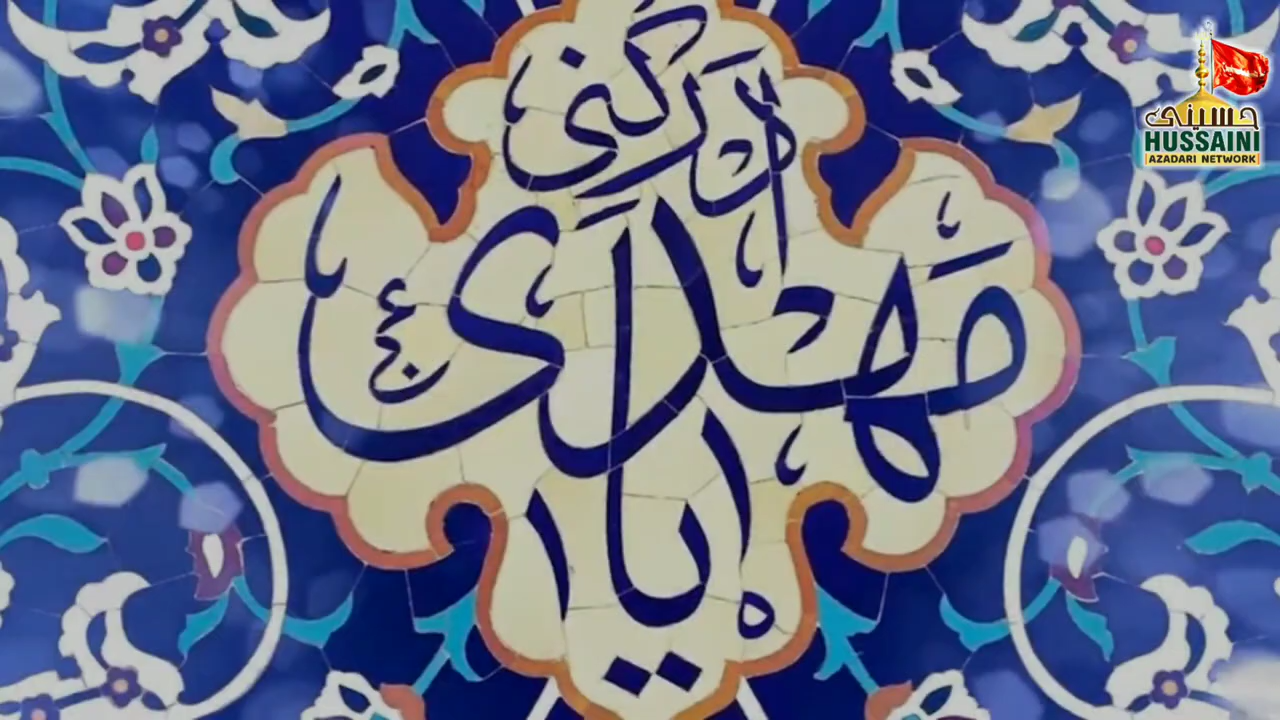 یا
مهدی ؑ
ادرکنی
حسینی
HUSSAINI
AZADARI NETWORK